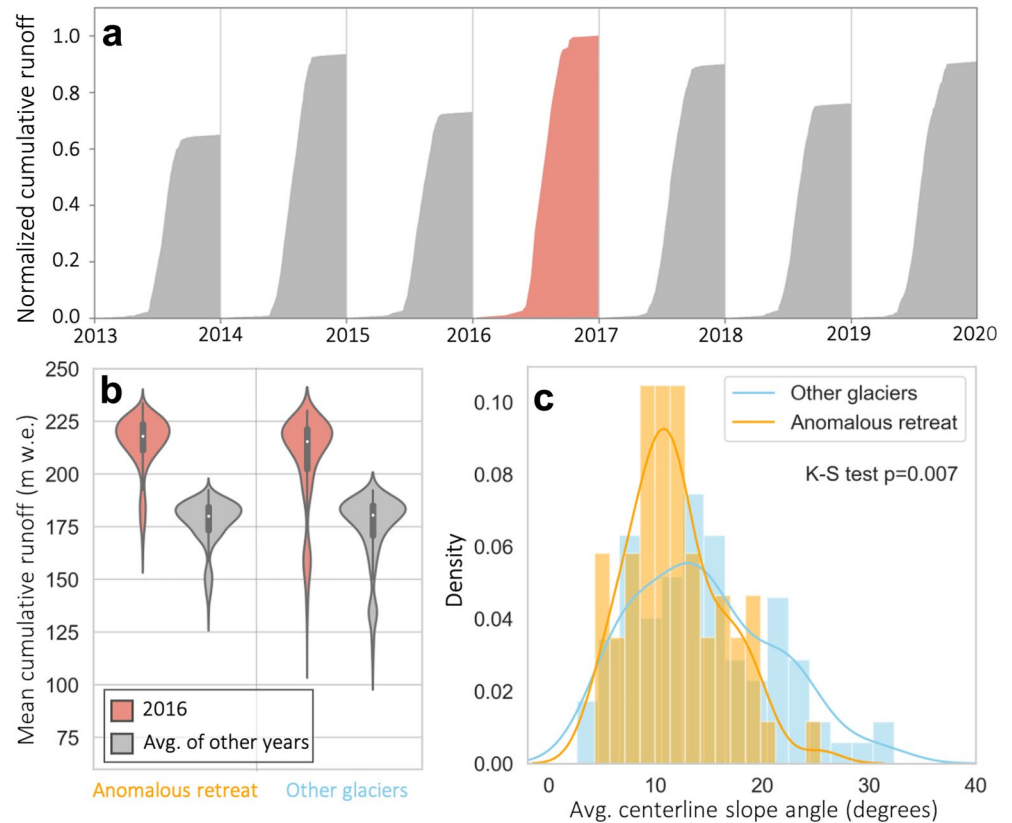 a
Normalized cumulative runoff
1.0
0.8
0.6
0.4
0.2
0.0
2013 2014 2015 2016 2017 2018 2019 2020
b
Mean cumulative runoff (m w.e.)
250
225
200
175
150
125
100
75
2016
Avg. of other years
Anomalous retreat Other glaciers
c
Density
0.10
0.08
0.06
0.04
0.02
0.00
Other glaciers
Anomalous retreat
K-S test p=0.007
0 10 20 30 40
Avg. centerline slope angle (degrees)